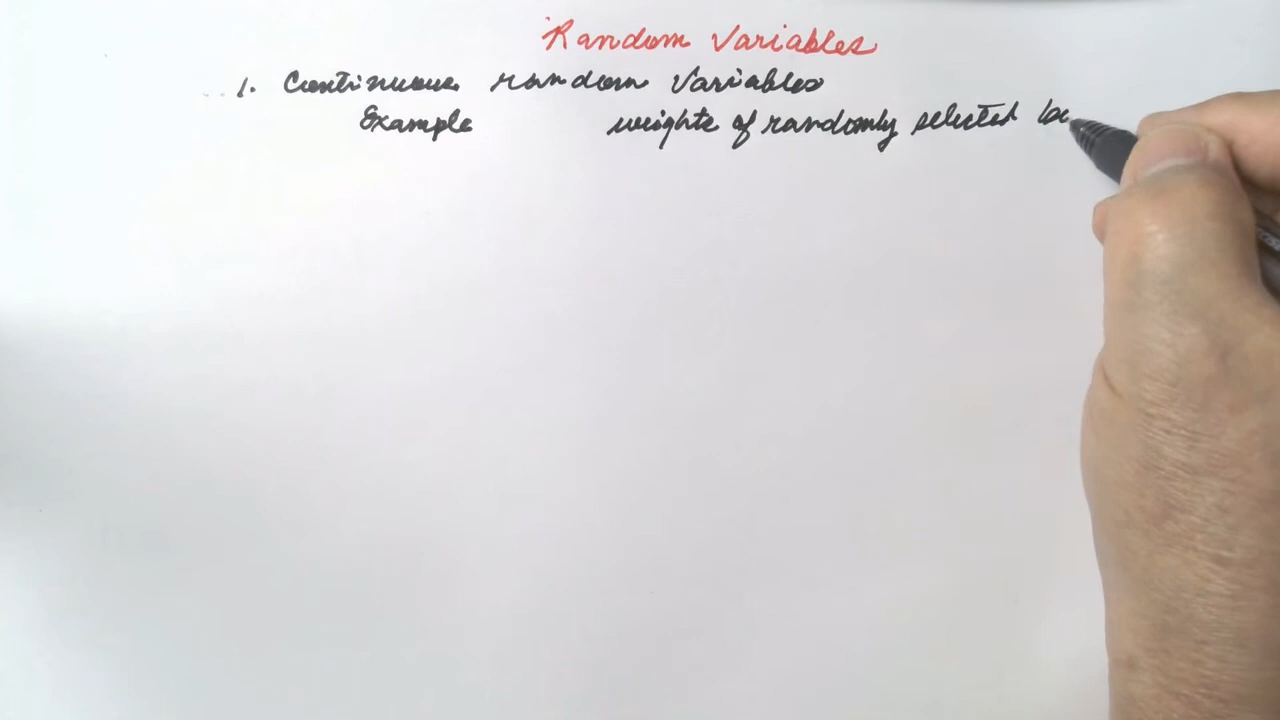 Random Variables
1. Continuous random variables
Example weights of randomly selected